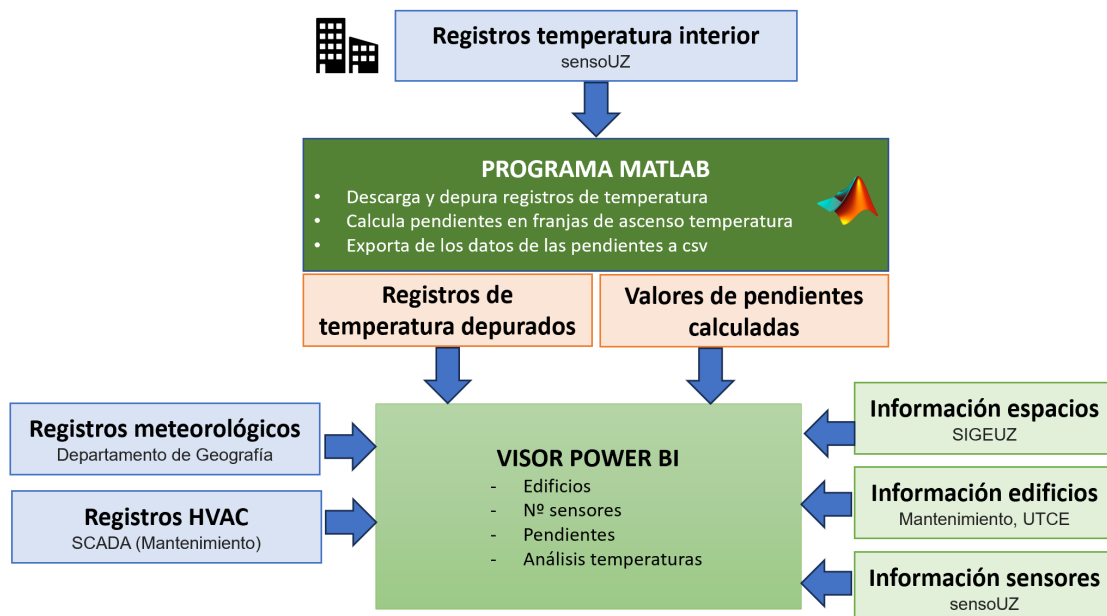 Registros temperatura interior
sensoUZ
PROGRAMA MATLAB
• Descarga y depura registros de temperatura
• Calcula pendientes en franjas de ascenso temperatura
• Exporta de los datos de las pendientes a csv
Registros de
temperatura depurados
Valores de pendientes
calculadas
Registros meteorológicos
Departamento de Geografía
Registros HVAC
SCADA (Mantenimiento)
VISOR POWER BI
- Edificios
- Nº sensores
- Pendientes
- Análisis temperaturas
Información espacios
SIGEUZ
Información edificios
Mantenimiento, UTCE
Información sensores
sensoUZ